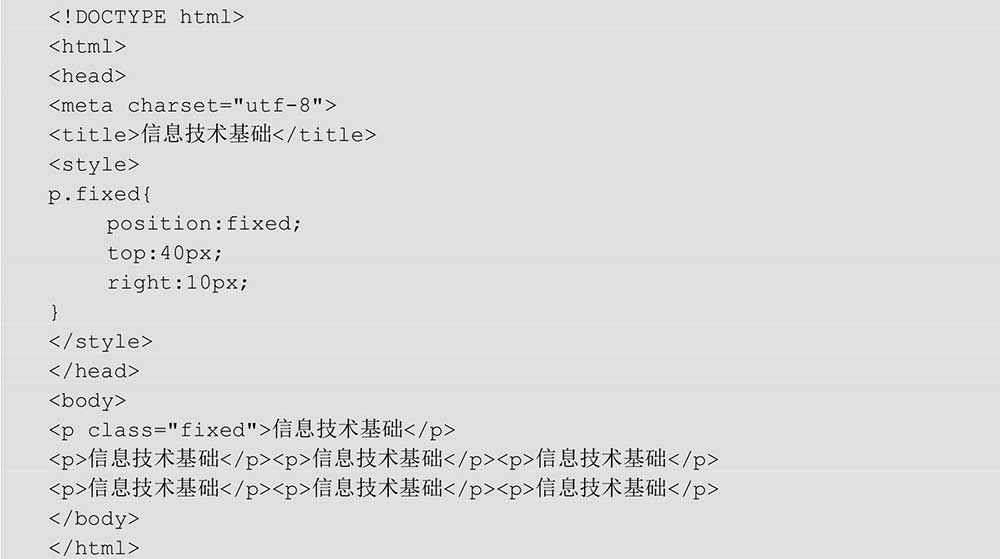 <!DOCTYPE html>
<html>
<head>
<meta charset="utf-8">
<title>信息技术基础</title>
<style>
p.fixed{
position:fixed;
top:40px;
right:10px;
}
</style>
</head>
<body>
<p class="fixed">信息技术基础</p>
<p>信息技术基础</p><p>信息技术基础</p><p>信息技术基础</p>
<p>信息技术基础</p><p>信息技术基础</p><p>信息技术基础</p>
</body>
</html>